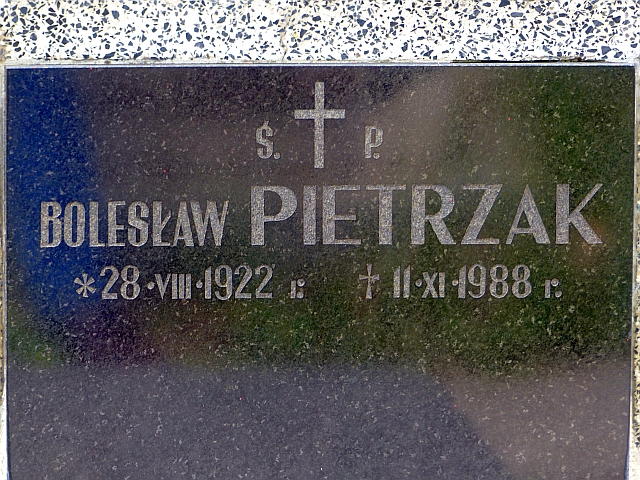 Ś. P.
BOLESŁAW PIETRZAK
*28·VIII·1922 r. †11·XI·1988 r.